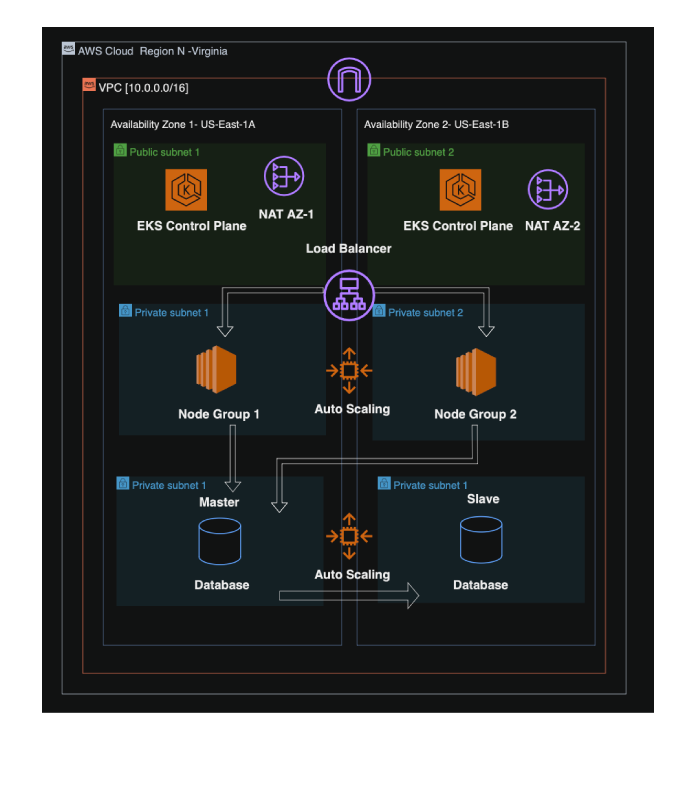 AWS Cloud  Region N -Virginia
VPC [10.0.0.0/16]
Availability Zone 1- US-East-1A
Availability Zone 2- US-East-1B
Public subnet 1
Public subnet 2
EKS Control Plane
NAT AZ-1
EKS Control Plane
NAT AZ-2
Load Balancer
Private subnet 1
Private subnet 2
Node Group 1
Auto Scaling
Node Group 2
Private subnet 1
Private subnet 1
Master
Slave
Database
Auto Scaling
Database